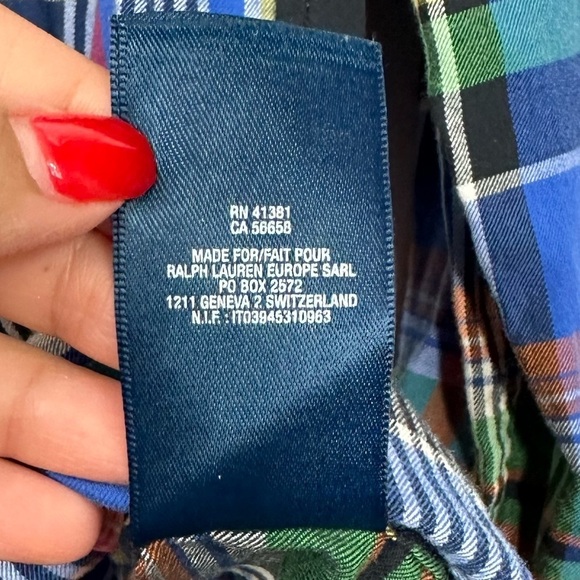 RN 41381
CA 56658
MADE FOR/FAIT POUR
RALPH LAUREN EUROPE SARL
PO BOX 2572
1211 GENEVA 2 SWITZERLAND
N.I.F. : IT03945310963